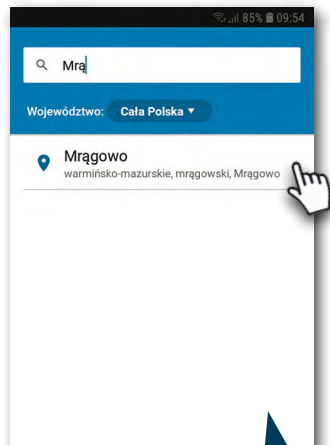 85% 09:54
Mrą
Województwo: Cała Polska
Mrągowo
warmińsko-mazurskie, mrągowski, Mrągowo